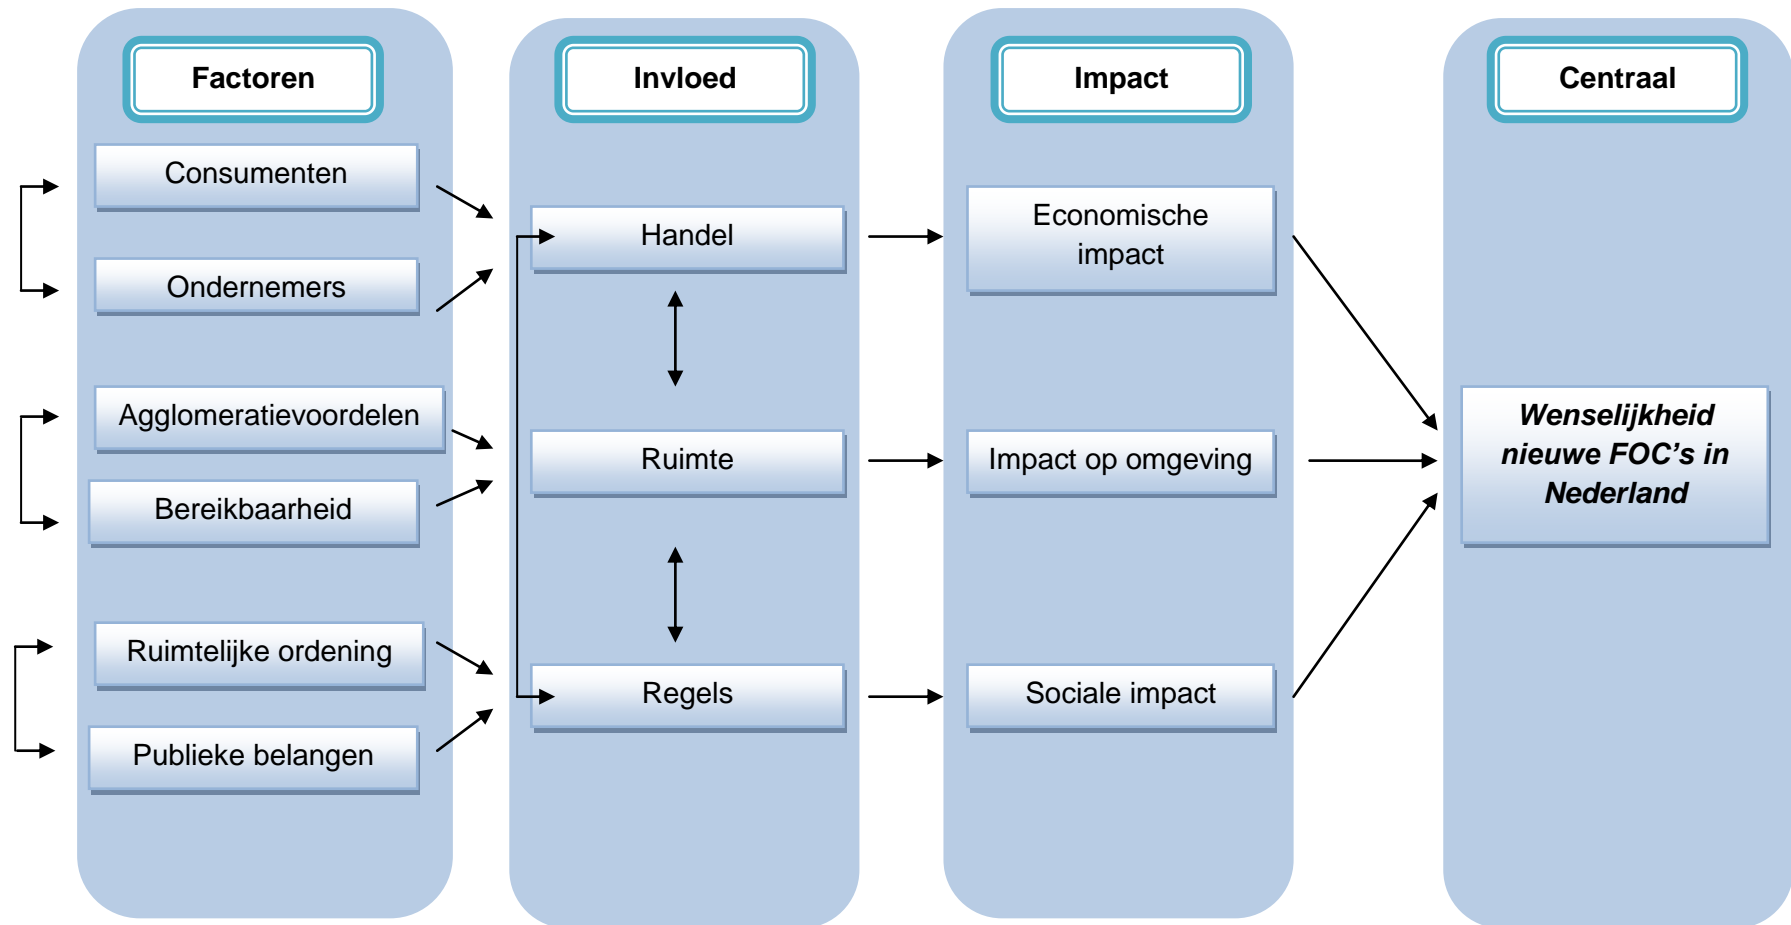 Factoren
Consumenten
Ondernemers
Agglomeratievoordelen
Bereikbaarheid
Ruimtelijke ordening
Publieke belangen
Invloed
Handel
Ruimte
Regels
Impact
Economische
impact
Impact op omgeving
Sociale impact
Centraal
Wenselijkheid
nieuwe FOC’s in
Nederland